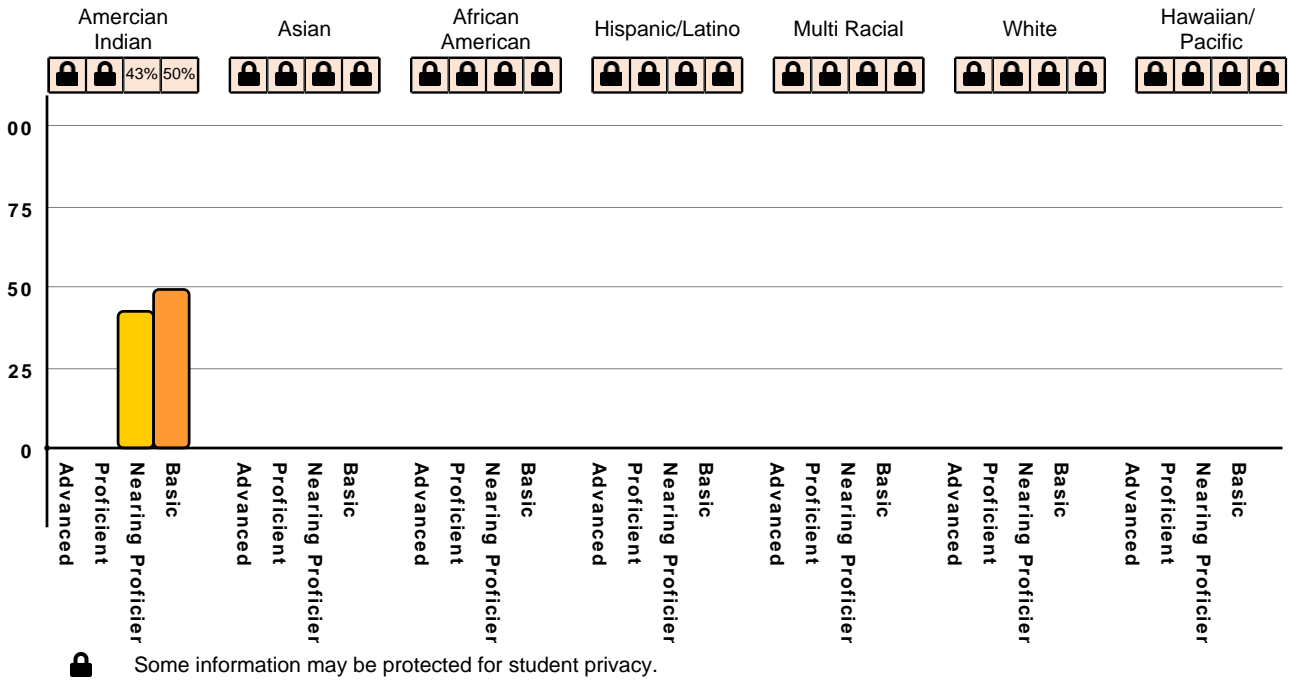 Amercian
Indian
Asian
African
American
Hispanic/Latino
Multi Racial
White
Hawaiian/
Pacific
43% 50%
00
75
50
25
0
Advanced
Proficient
Nearing Proficier
Basic
Advanced
Proficient
Nearing Proficier
Basic
Advanced
Proficient
Nearing Proficier
Basic
Advanced
Proficient
Nearing Proficier
Basic
Advanced
Proficient
Nearing Proficier
Basic
Advanced
Proficient
Nearing Proficier
Basic
Advanced
Proficient
Nearing Proficier
Basic
Some information may be protected for student privacy.